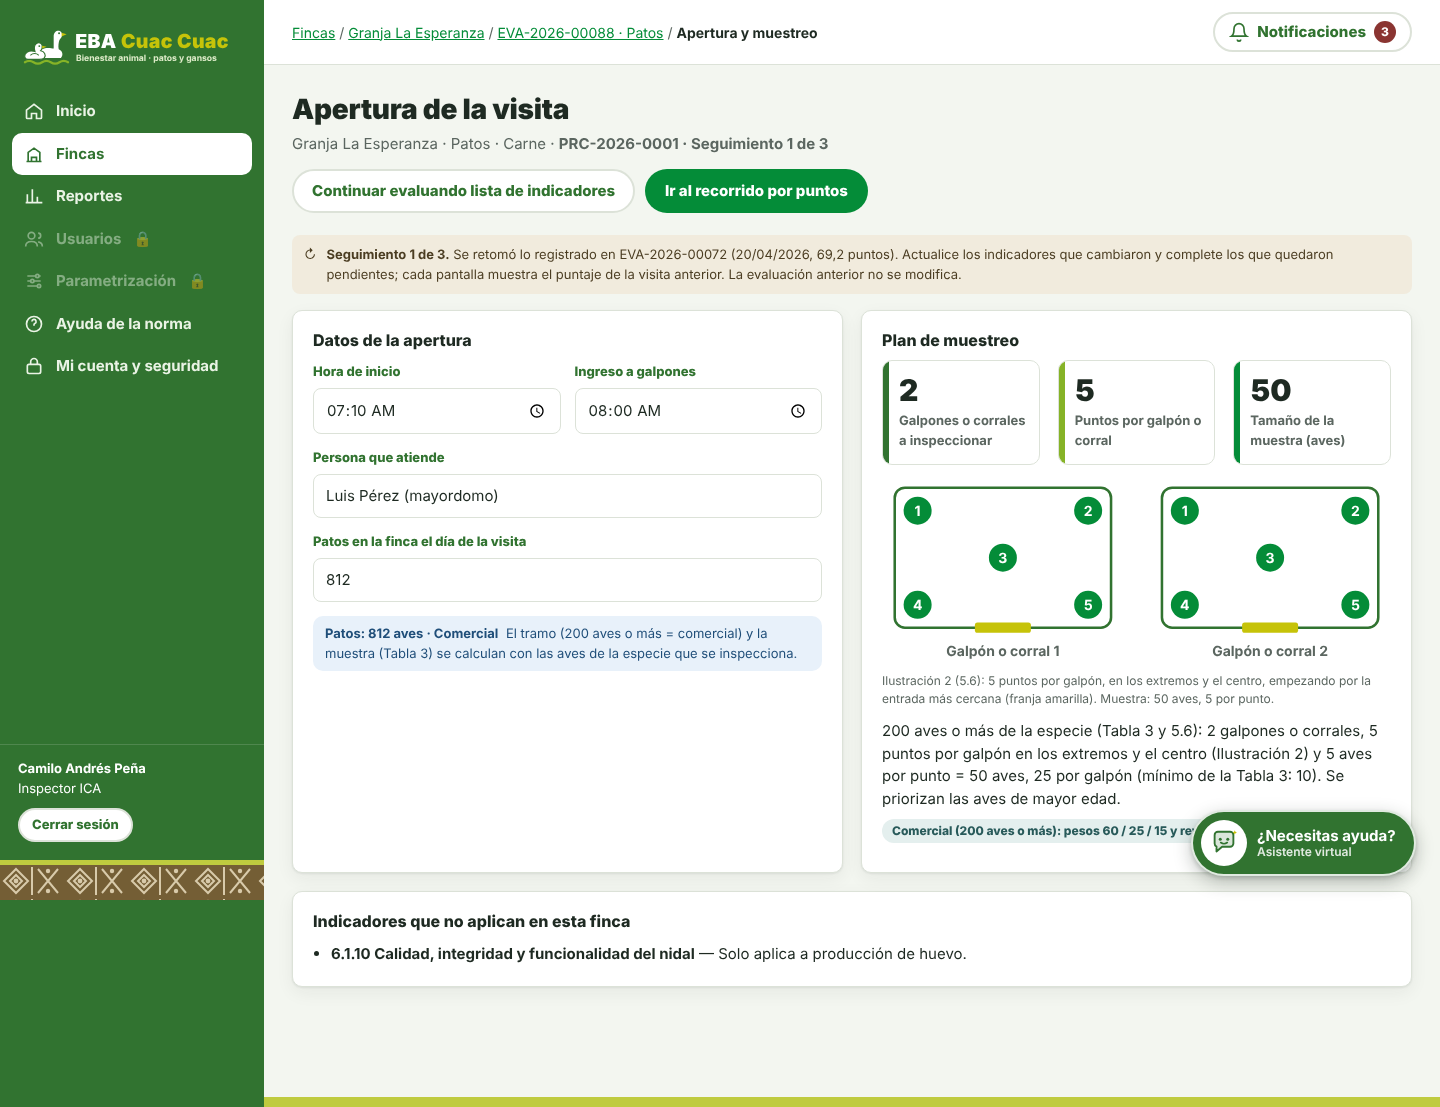 EBA Cuac Cuac
Bienestar animal · patos y gansos
Inicio
Fincas
Reportes
Usuarios
Parametrización
Ayuda de la norma
Mi cuenta y seguridad
Camilo Andrés Peña
Inspector ICA
Cerrar sesión
Fincas / Granja La Esperanza / EVA-2026-00088 · Patos / Apertura y muestreo
Notificaciones 3
Apertura de la visita
Granja La Esperanza · Patos · Carne · PRC-2026-0001 · Seguimiento 1 de 3
Continuar evaluando lista de indicadores
Ir al recorrido por puntos
Seguimiento 1 de 3. Se retomó lo registrado en EVA-2026-00072 (20/04/2026, 69,2 puntos). Actualice los indicadores que cambiaron y complete los que quedaron
pendientes; cada pantalla muestra el puntaje de la visita anterior. La evaluación anterior no se modifica.
Datos de la apertura
Hora de inicio
Ingreso a galpones
07:10 AM
08:00 AM
Persona que atiende
Luis Pérez (mayordomo)
Patos en la finca el día de la visita
812
Patos: 812 aves · Comercial El tramo (200 aves o más = comercial) y la
muestra (Tabla 3) se calculan con las aves de la especie que se inspecciona.
Plan de muestreo
2
Galpones o corrales
a inspeccionar
5
Puntos por galpón o
corral
50
Tamaño de la
muestra (aves)
1 2
3
4 5
Galpón o corral 1
1 2
3
4 5
Galpón o corral 2
Ilustración 2 (5.6): 5 puntos por galpón, en los extremos y el centro, empezando por la
entrada más cercana (franja amarilla). Muestra: 50 aves, 5 por punto.
200 aves o más de la especie (Tabla 3 y 5.6): 2 galpones o corrales, 5
puntos por galpón en los extremos y el centro (Ilustración 2) y 5 aves
por punto = 50 aves, 25 por galpón (mínimo de la Tabla 3: 10). Se
priorizan las aves de mayor edad.
Comercial (200 aves o más): pesos 60 / 25 / 15 y
¿Necesitas ayuda?
Asistente virtual
Indicadores que no aplican en esta finca
• 6.1.10 Calidad, integridad y funcionalidad del nidal — Solo aplica a producción de huevo.